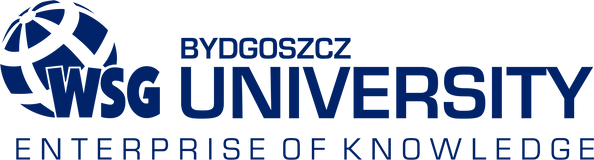 WSG
BYDGOSZCZ
UNIVERSITY
ENTERPRISE OF KNOWLEDGE